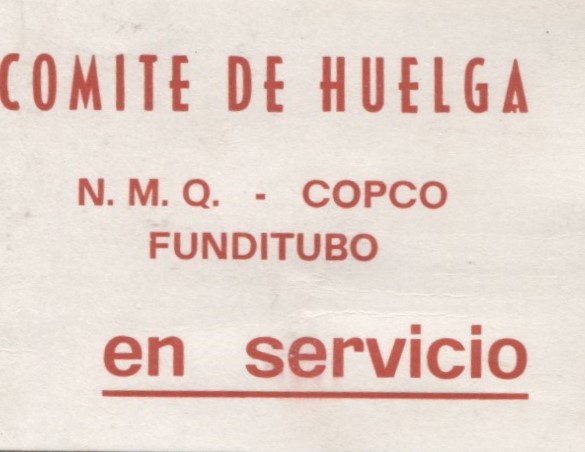 COMITE DE HUELGA
N. M. Q. - COPCO
FUNDITUBO
en servicio